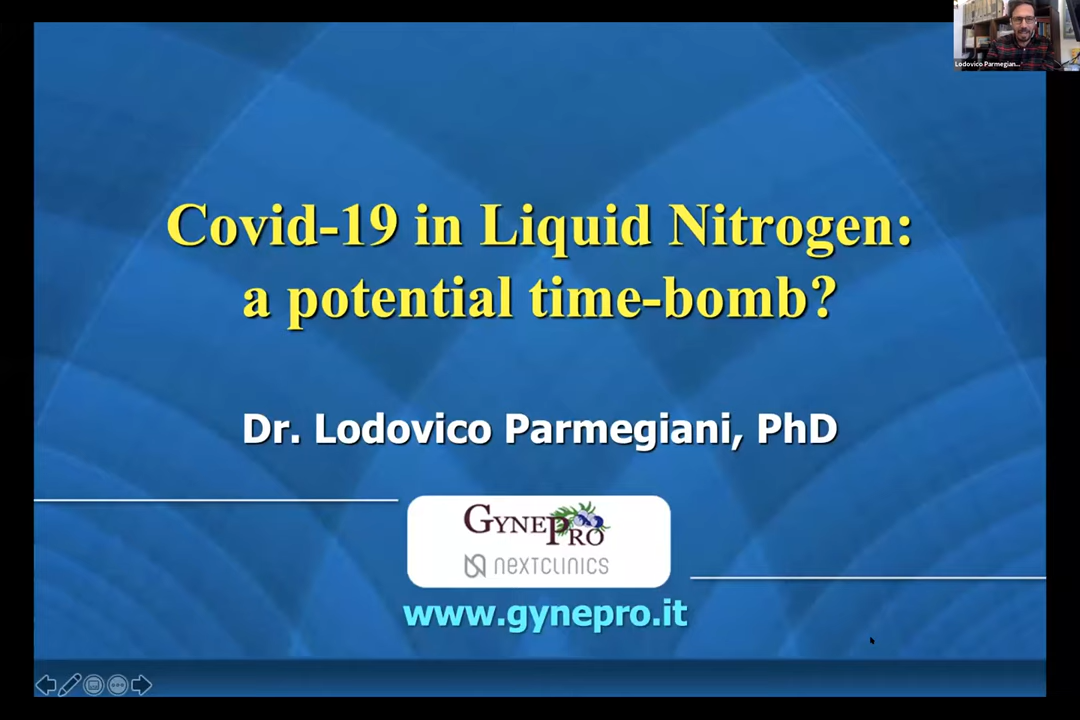 Lodovico Parmegian...
Covid-19 in Liquid Nitrogen:
a potential time-bomb?
Dr. Lodovico Parmegiani, PhD
GYNEPRO
NEXTCLINICS
www.gynepro.it